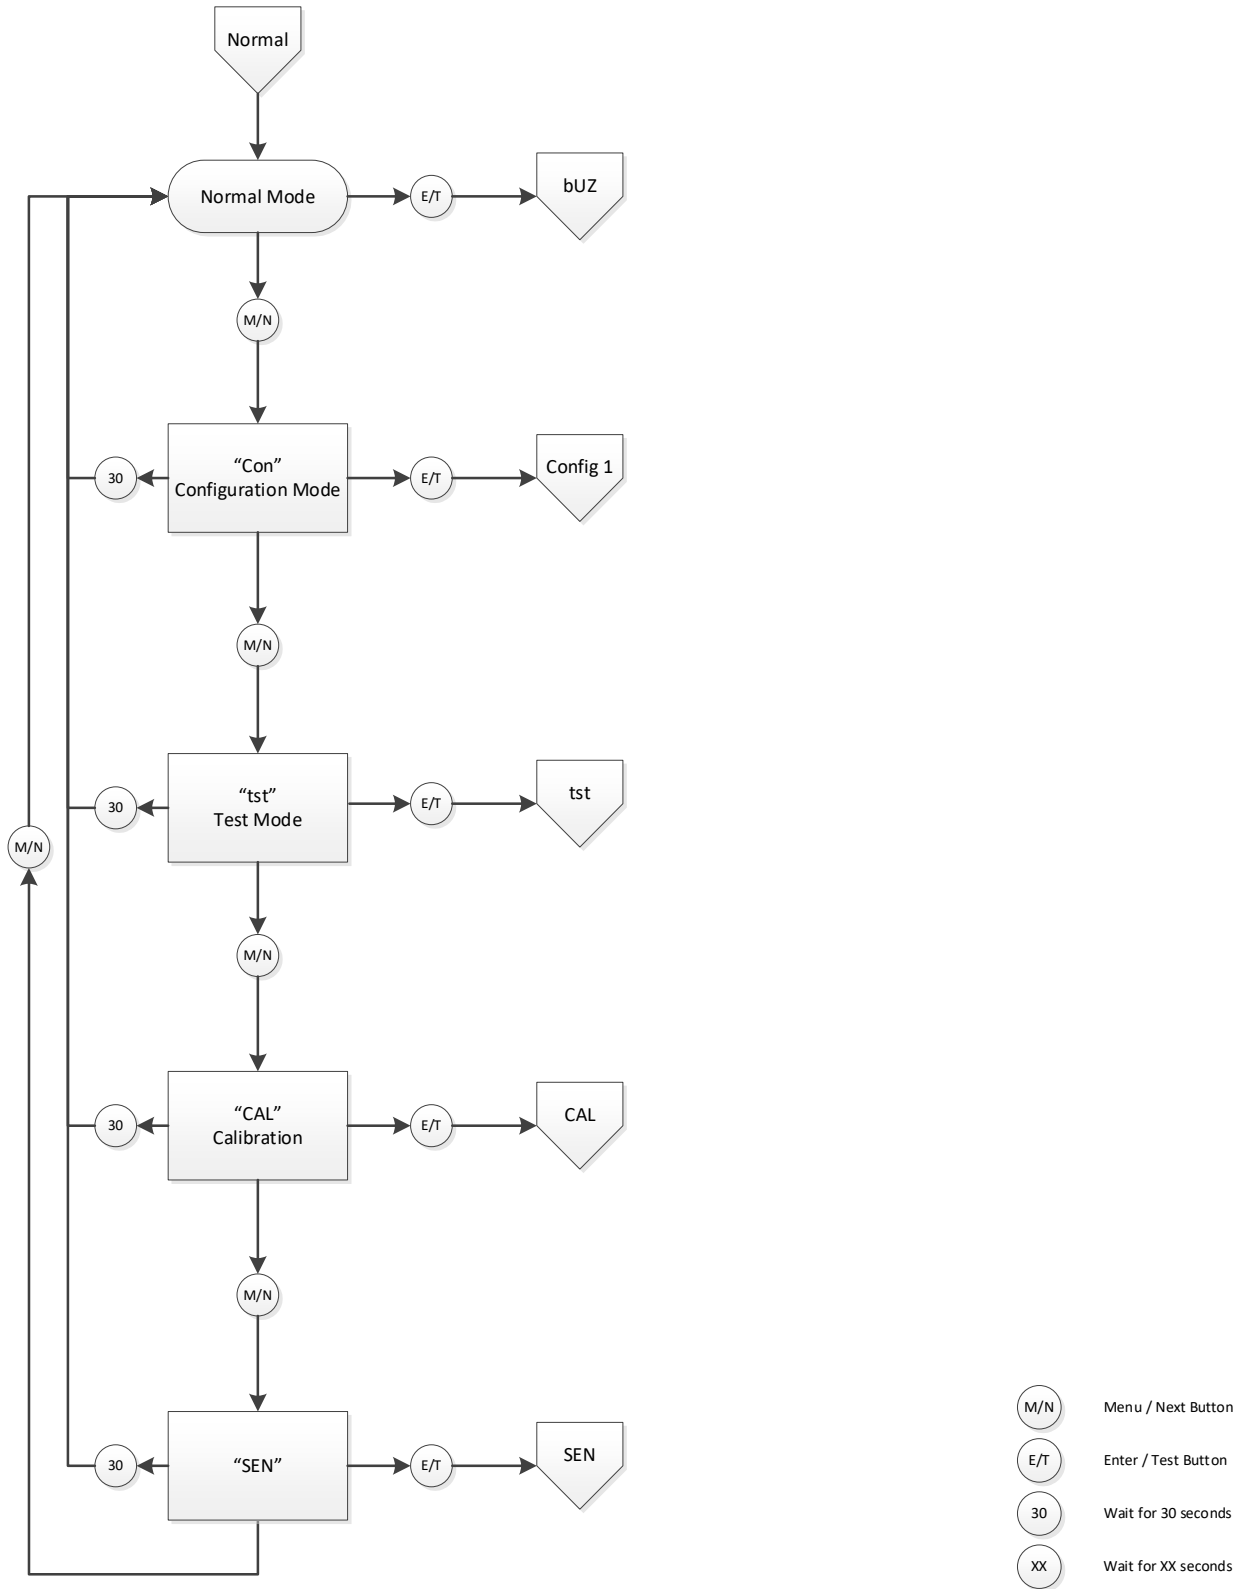 Normal
Normal Mode
E/T
bUZ
M/N
30
“Con”
Configuration Mode
E/T
Config 1
M/N
30
“tst”
Test Mode
E/T
tst
M/N
M/N
30
“CAL”
Calibration
E/T
CAL
M/N
30
“SEN”
E/T
SEN
M/N Menu / Next Button
E/T Enter / Test Button
30 Wait for 30 seconds
XX Wait for XX seconds